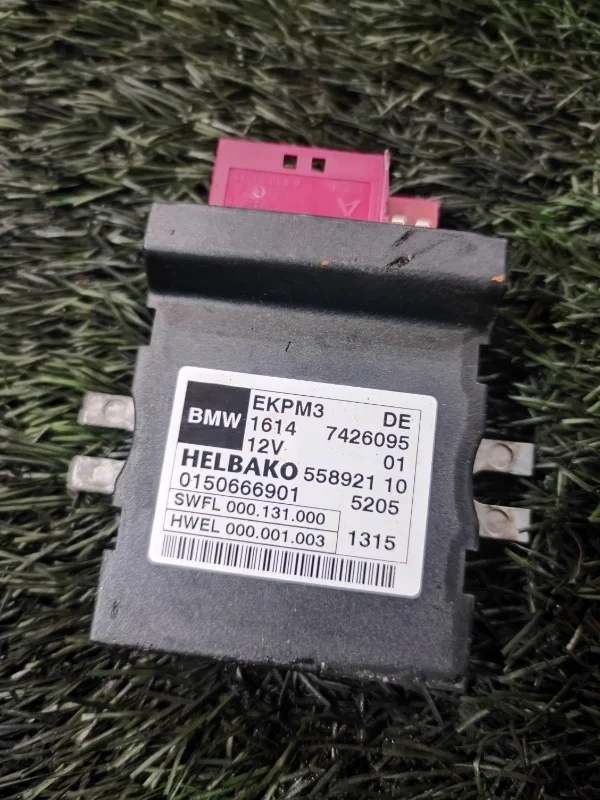 A
BMW
EKPM3 DE
1614 7426095
12V 01
HELBAKO 558921 10
0150666901 5205
SWFL 000.131.000
HWEL 000.001.003 1315